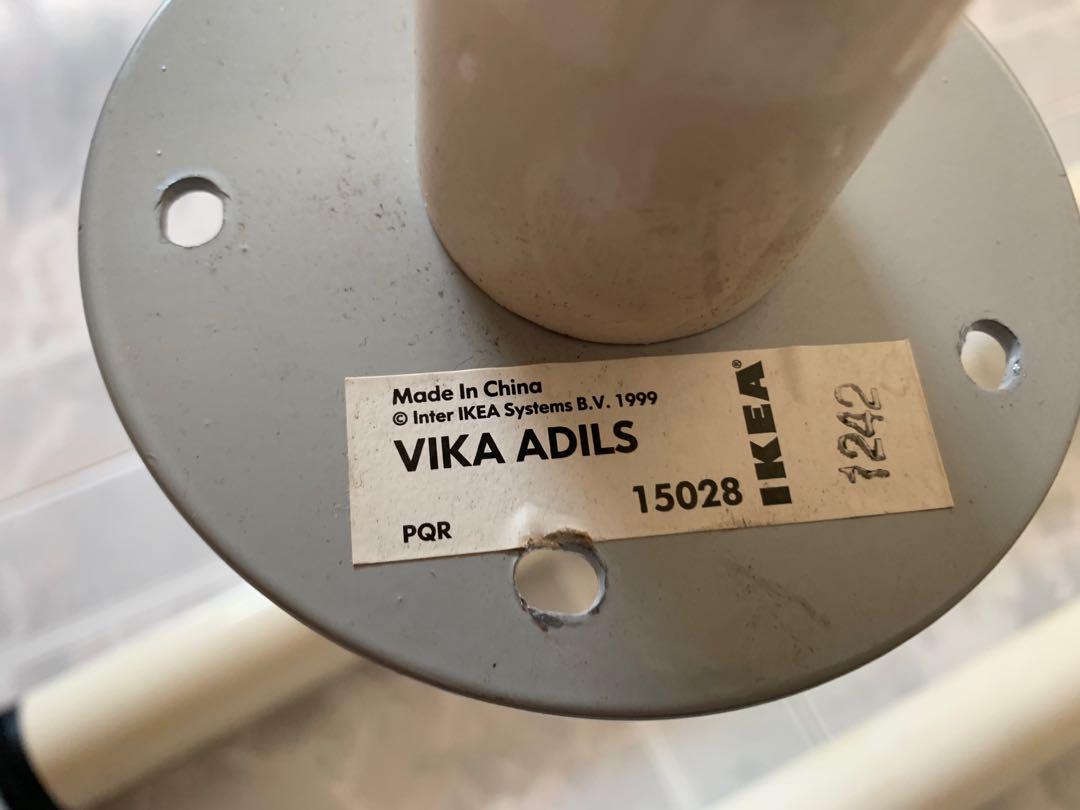 Made In China
© Inter IKEA Systems B.V. 1999
VIKA ADILS
15028
PQR
IKEA®
1242